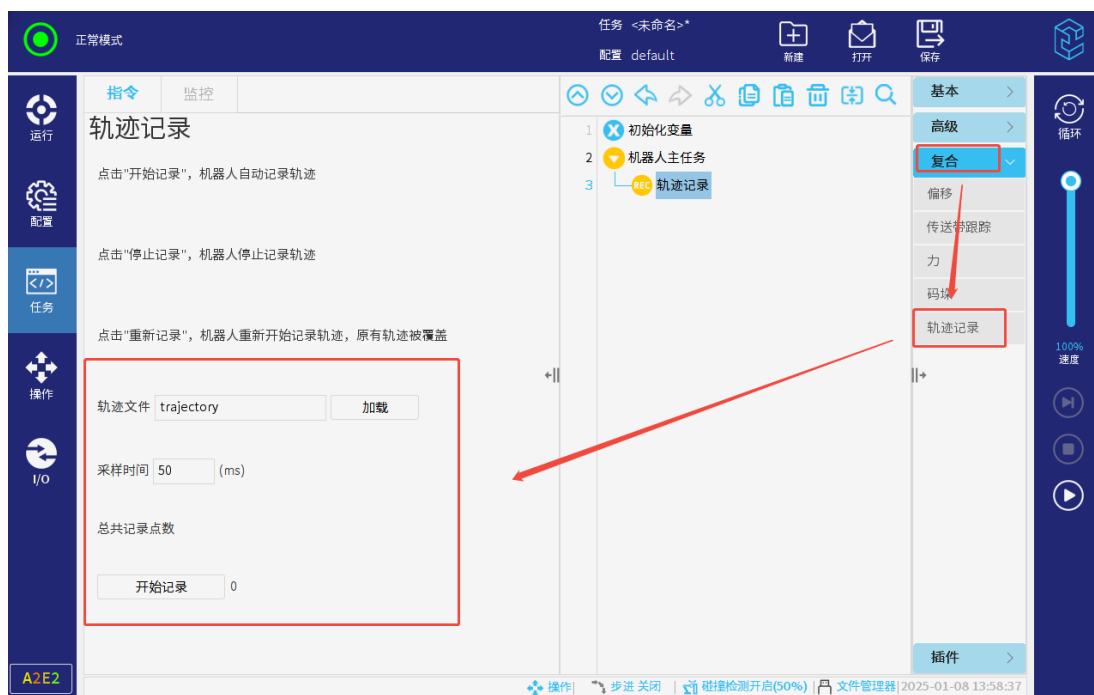 正常模式
任务 <未命名>*
配置 default
新建
打开
保存
运行
配置
任务
操作
I/O
A2E2
指令
监控
轨迹记录
点击"开始记录"，机器人自动记录轨迹
点击"停止记录"，机器人停止记录轨迹
点击"重新记录"，机器人重新开始记录轨迹，原有轨迹被覆盖
轨迹文件 trajectory 加载
采样时间 50 (ms)
总共记录点数
开始记录 0
1 初始化变量
2 机器人主任务
3 REC 轨迹记录
基本
高级
复合
偏移
传送带跟踪
力
码垛
轨迹记录
插件
循环
100%
速度
操作 步进 关闭 碰撞检测开启(50%) 文件管理器 2025-01-08 13:58:37